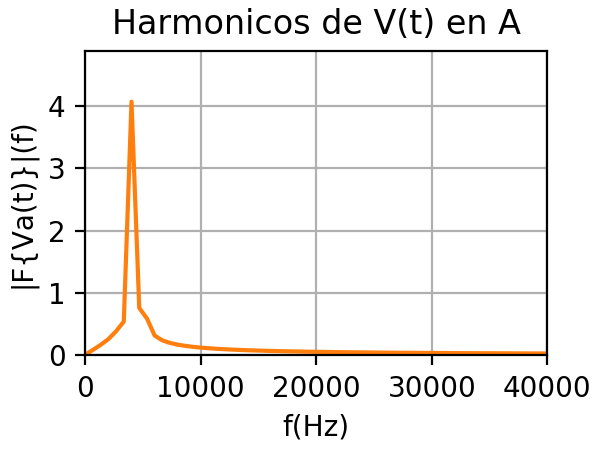 Harmonicos de V(t) en A
|F{Va(t)}|(f)
4
3
2
1
0
0 10000 20000 30000 40000
f(Hz)